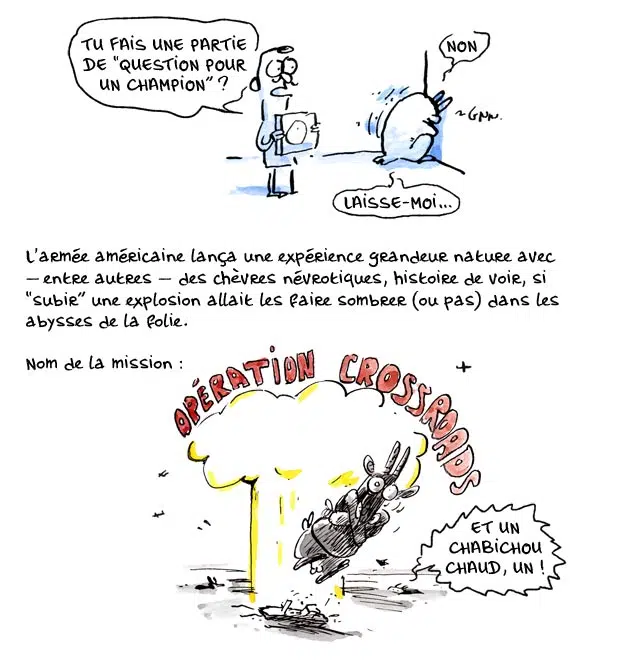 TU FAIS UNE PARTIE
DE "QUESTION POUR
UN CHAMPION" ?
NON
~GNN.
LAISSE-MOI...
L'armée américaine lança une expérience grandeur nature avec
— entre autres — des chèvres névrotiques, histoire de voir, si
"subir" une explosion allait les faire sombrer (ou pas) dans les
abysses de la folie.
Nom de la mission :
OPÉRATION CROSSROADS
ET UN
CHABICHOU
CHAUD, UN !